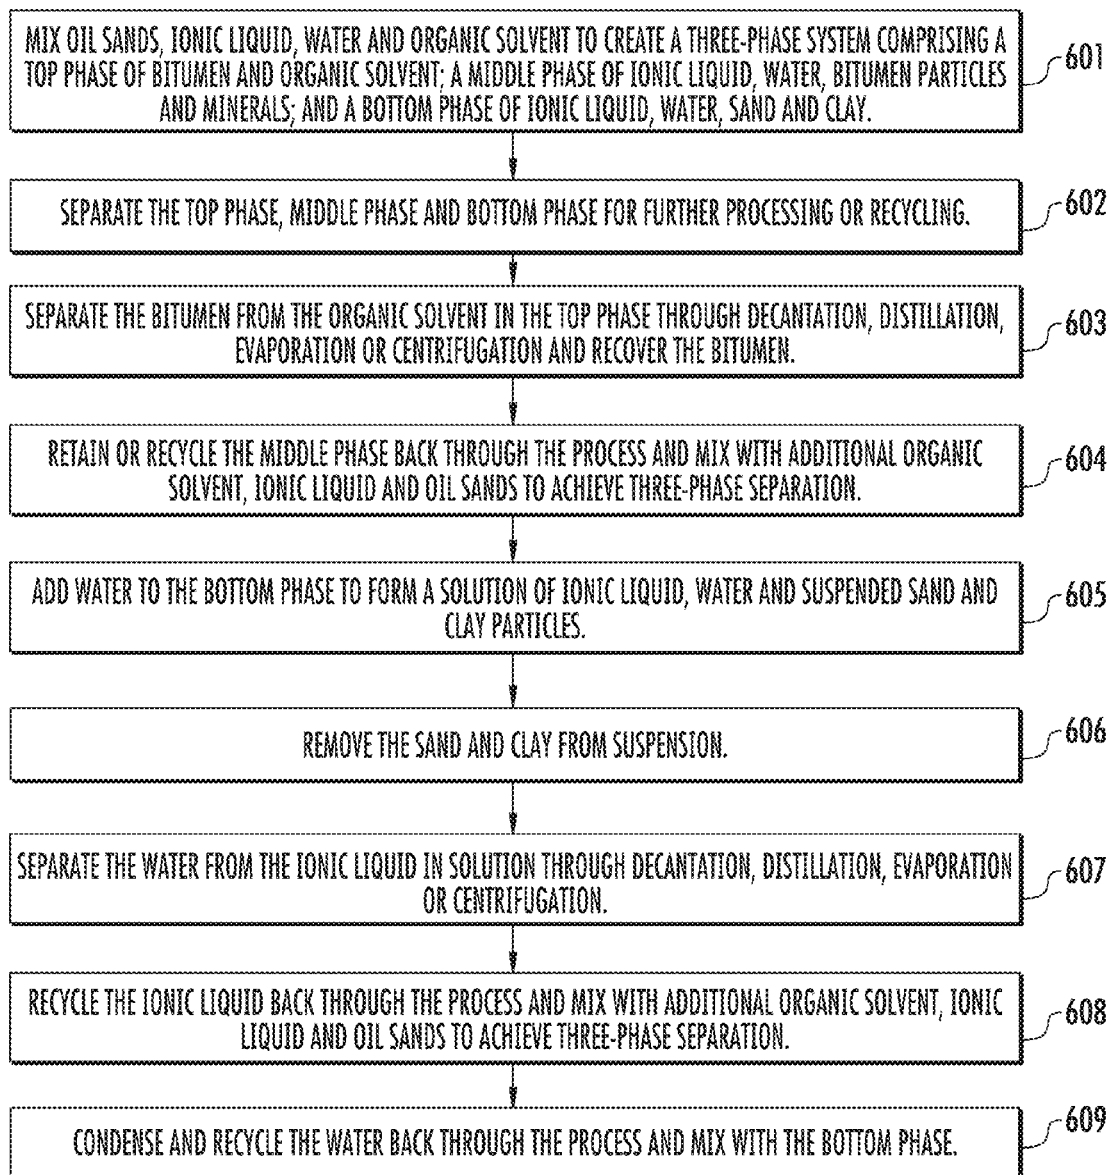 MIX OIL SANDS, IONIC LIQUID, WATER AND ORGANIC SOLVENT TO CREATE A THREE-PHASE SYSTEM COMPRISING A
TOP PHASE OF BITUMEN AND ORGANIC SOLVENT; A MIDDLE PHASE OF IONIC LIQUID, WATER, BITUMEN PARTICLES
AND MINERALS; AND A BOTTOM PHASE OF IONIC LIQUID, WATER, SAND AND CLAY.
601
SEPARATE THE TOP PHASE, MIDDLE PHASE AND BOTTOM PHASE FOR FURTHER PROCESSING OR RECYCLING.
602
SEPARATE THE BITUMEN FROM THE ORGANIC SOLVENT IN THE TOP PHASE THROUGH DECANTATION, DISTILLATION,
EVAPORATION OR CENTRIFUGATION AND RECOVER THE BITUMEN.
603
RETAIN OR RECYCLE THE MIDDLE PHASE BACK THROUGH THE PROCESS AND MIX WITH ADDITIONAL ORGANIC
SOLVENT, IONIC LIQUID AND OIL SANDS TO ACHIEVE THREE-PHASE SEPARATION.
604
ADD WATER TO THE BOTTOM PHASE TO FORM A SOLUTION OF IONIC LIQUID, WATER AND SUSPENDED SAND AND
CLAY PARTICLES.
605
REMOVE THE SAND AND CLAY FROM SUSPENSION.
606
SEPARATE THE WATER FROM THE IONIC LIQUID IN SOLUTION THROUGH DECANTATION, DISTILLATION, EVAPORATION
OR CENTRIFUGATION.
607
RECYCLE THE IONIC LIQUID BACK THROUGH THE PROCESS AND MIX WITH ADDITIONAL ORGANIC SOLVENT, IONIC
LIQUID AND OIL SANDS TO ACHIEVE THREE-PHASE SEPARATION.
608
CONDENSE AND RECYCLE THE WATER BACK THROUGH THE PROCESS AND MIX WITH THE BOTTOM PHASE.
609